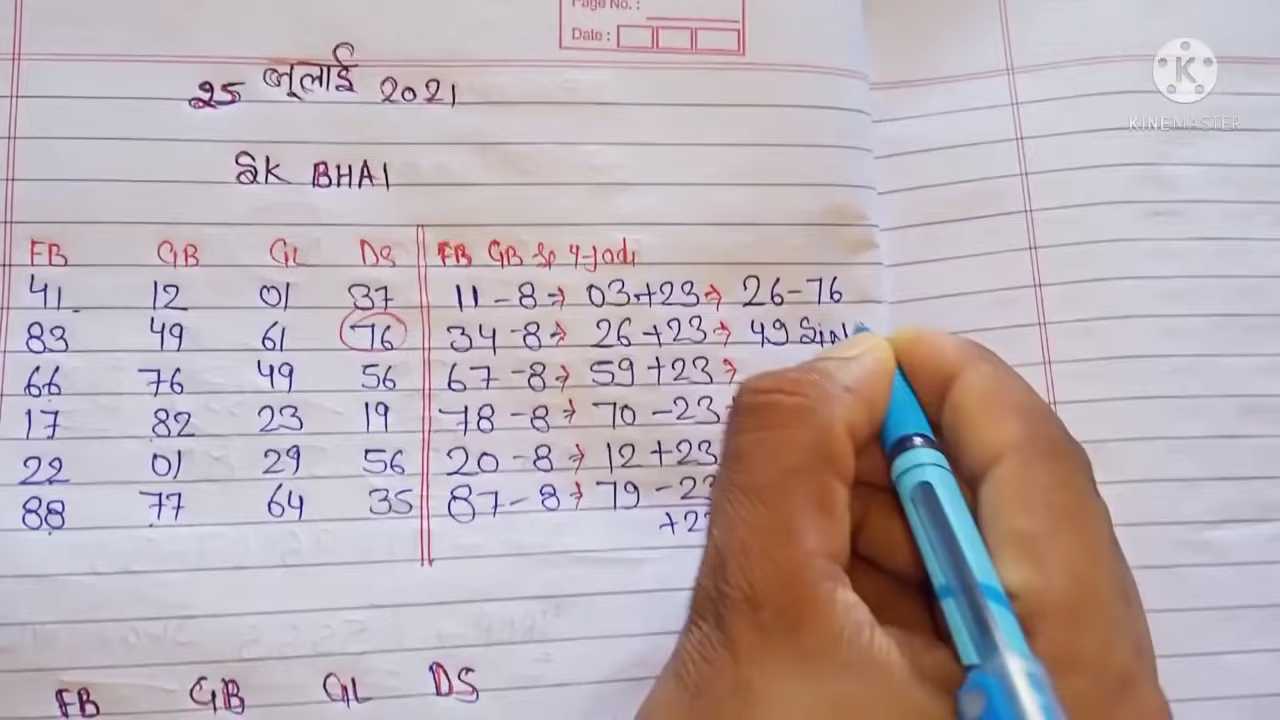 Page No. :
Date :
25 जूलाई 2021
KINEMASTER
SK BHAI
FB GB GL DS FB GB से 4-Jodi
41 12 01 37 11-8→ 03+23→ 26-76
83 49 61 76 34-8→ 26+23→ 49
66 76 49 56 67-8→ 59+23→
17 82 23 19 78-8→ 70-23
22 01 29 56 20-8→ 12+23
88 77 64 35 87-8→ 79-23
FB GB GL DS